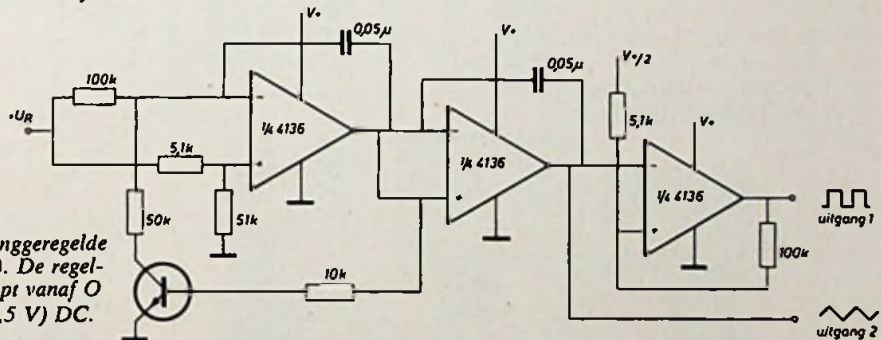 V+
0,05µ
V+
0,05µ
V+/2
100k
5,1k
V+
+UR
-
+
1/4 4136
-
+
1/4 4136
-
+
1/4 4136
5,1k
uitgang 1
50k
51k
100k
10k
uitgang 2
nggeregelde
De regel-
pt vanaf O
,5 V) DC.